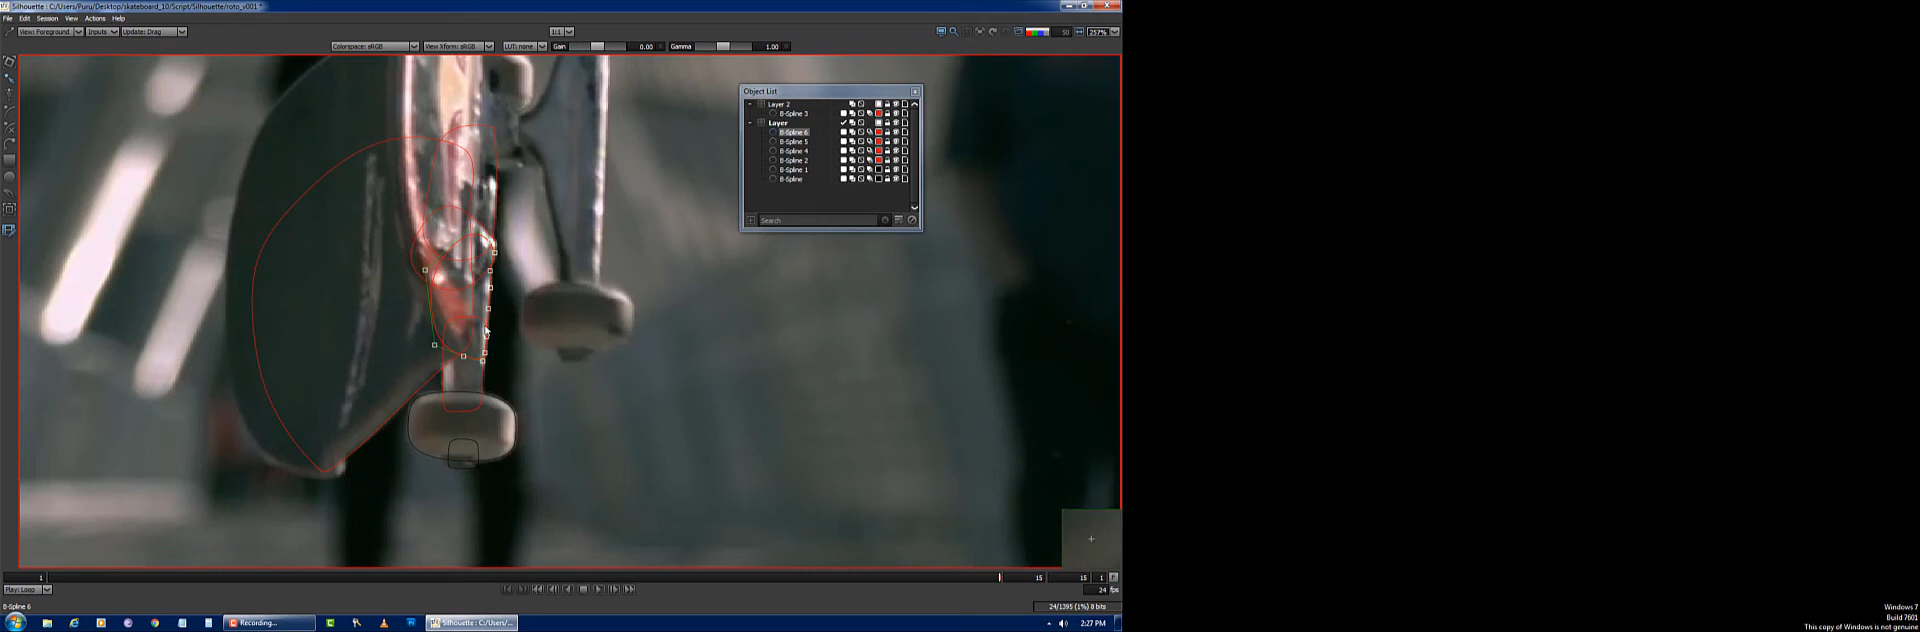 Silhouette : C:/Users/Puru/Desktop/skateboard_10/Script/Silhouette/roto_v001 *
File Edit Session View Actions Help
View: Foreground Inputs Update: Drag 1:1 50 257%
Colorspace: sRGB View Xform: sRGB LUT: none Gain 0.00 Gamma 1.00
Object List
Layer 2
B-Spline 3
Layer
B-Spline 6
B-Spline 5
B-Spline 4
B-Spline 2
B-Spline 1
B-Spline
Search
1 15 15 1
Play: Loop 24 fps
B-Spline 6 24/1395 (1%) 8 bits
Recording... Silhouette : C:/Users/... 2:27 PM
Windows 7
Build 7601
This copy of Windows is not genuine